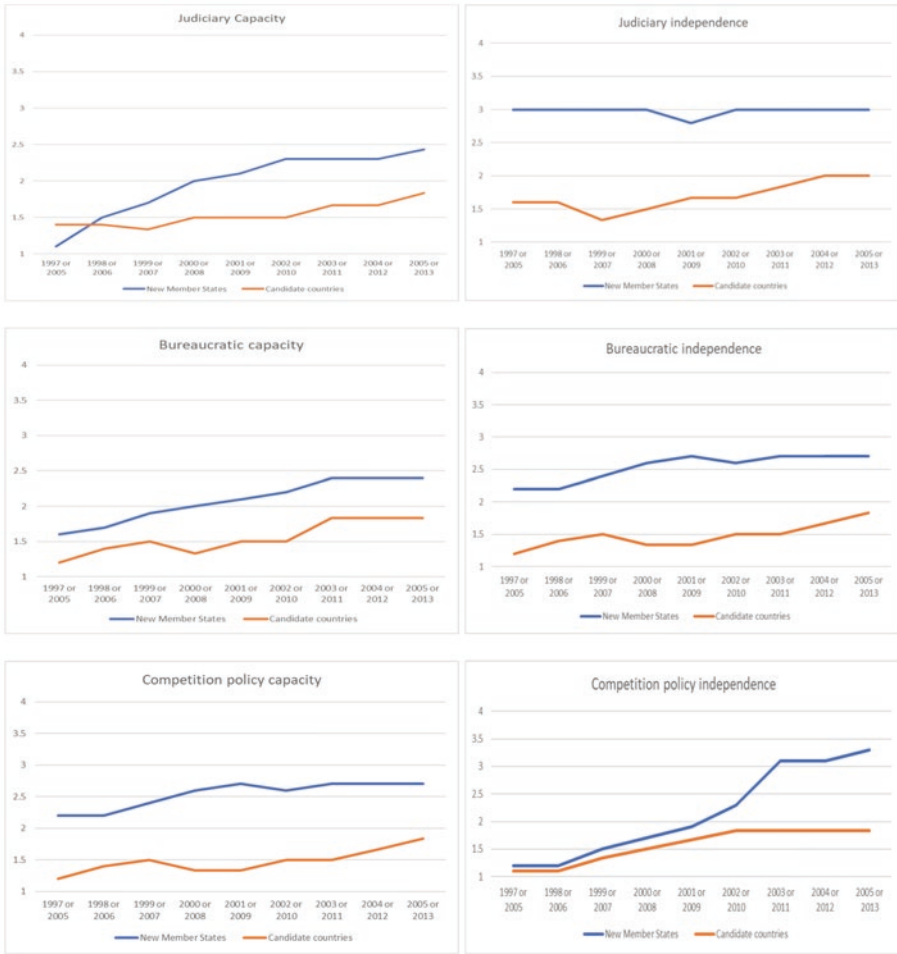 Judiciary Capacity
4
3.5
3
2.5
2
1.5
1
1997 or 1998 or 1999 or 2000 or 2001 or 2002 or 2003 or 2004 or 2005 or
2005 2006 2007 2008 2009 2010 2011 2012 2013
New Member States Candidate countries
Judiciary independence
4
3.5
3
2.5
2
1.5
1
1997 or 1998 or 1999 or 2000 or 2001 or 2002 or 2003 or 2004 or 2005 or
2005 2006 2007 2008 2009 2010 2011 2012 2013
New Member States Candidate countries
Bureaucratic capacity
4
3.5
3
2.5
2
1.5
1
1997 or 1998 or 1999 or 2000 or 2001 or 2002 or 2003 or 2004 or 2005 or
2005 2006 2007 2008 2009 2010 2011 2012 2013
New Member States Candidate countries
Bureaucratic independence
4
3.5
3
2.5
2
1.5
1
1997 or 1998 or 1999 or 2000 or 2001 or 2002 or 2003 or 2004 or 2005 or
2005 2006 2007 2008 2009 2010 2011 2012 2013
New Member States Candidate countries
Competition policy capacity
4
3.5
3
2.5
2
1.5
1
1997 or 1998 or 1999 or 2000 or 2001 or 2002 or 2003 or 2004 or 2005 or
2005 2006 2007 2008 2009 2010 2011 2012 2013
New Member States Candidate countries
Competition policy independence
4
3.5
3
2.5
2
1.5
1
1997 or 1998 or 1999 or 2000 or 2001 or 2002 or 2003 or 2004 or 2005 or
2005 2006 2007 2008 2009 2010 2011 2012 2013
New Member States Candidate countries